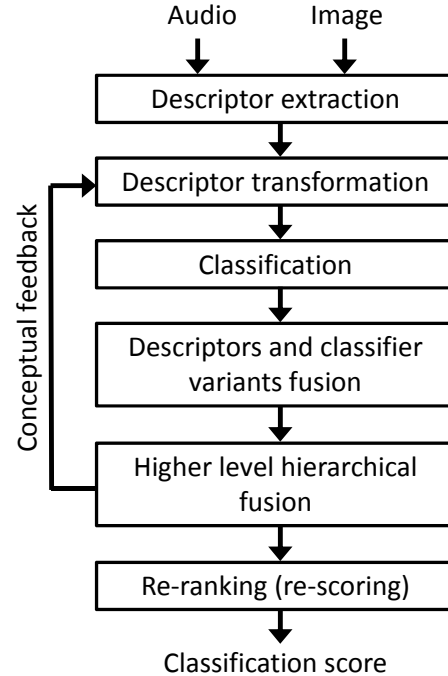 Audio Image
Descriptor extraction
Descriptor transformation
Conceptual feedback
Classification
Descriptors and classifier
variants fusion
Higher level hierarchical
fusion
Re-ranking (re-scoring)
Classification score